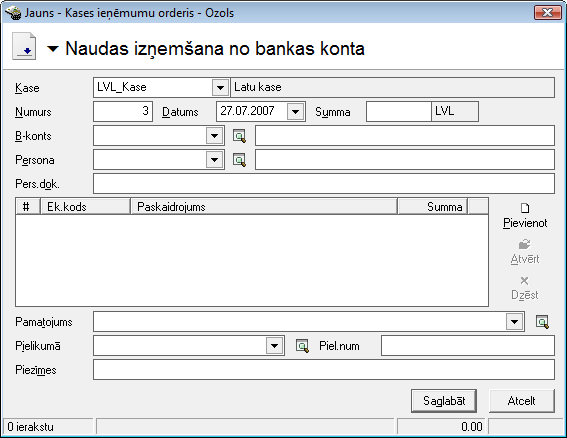 Jauns - Kases ieņēmumu orderis - Ozols
Naudas izņemšana no bankas konta
Kase LVL_Kase Latu kase
Numurs 3 Datums 27.07.2007 Summa LVL
B-konts
Persona
Pers.dok.
# Ek.kods Paskaidrojums Summa
Pievienot
Atvērt
Dzēst
Pamatojums
Pielikumā Piel.num
Piezīmes
Saglabāt Atcelt
0 ierakstu 0.00